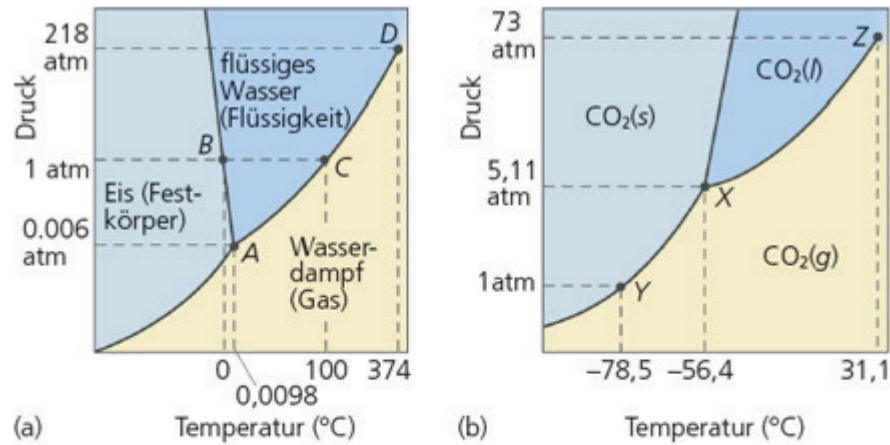 218
atm
Druck
1 atm
0.006
atm
D
flüssiges
Wasser
(Flüssigkeit)
B
C
Eis (Fest-
körper)
A
Wasser-
dampf
(Gas)
0 100 374
0,0098
(a) Temperatur (°C)
73
atm
Druck
5,11
atm
1 atm
Z
CO₂(l)
CO₂(s)
X
CO₂(g)
Y
–78,5 –56,4 31,1
(b) Temperatur (°C)